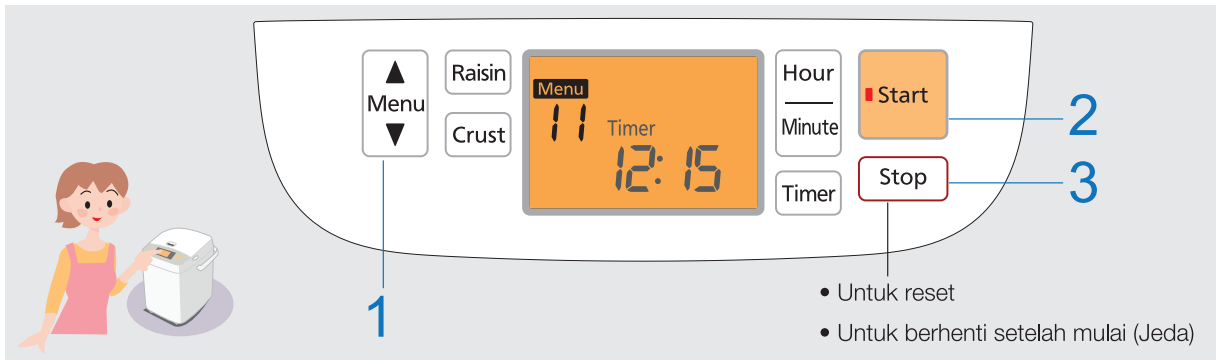 ▲
Menu
▼
Raisin
Crust
Menu
11
Timer
12:15
Hour
Minute
Timer
Start
Stop
1
2
3
• Untuk reset
• Untuk berhenti setelah mulai (Jeda)